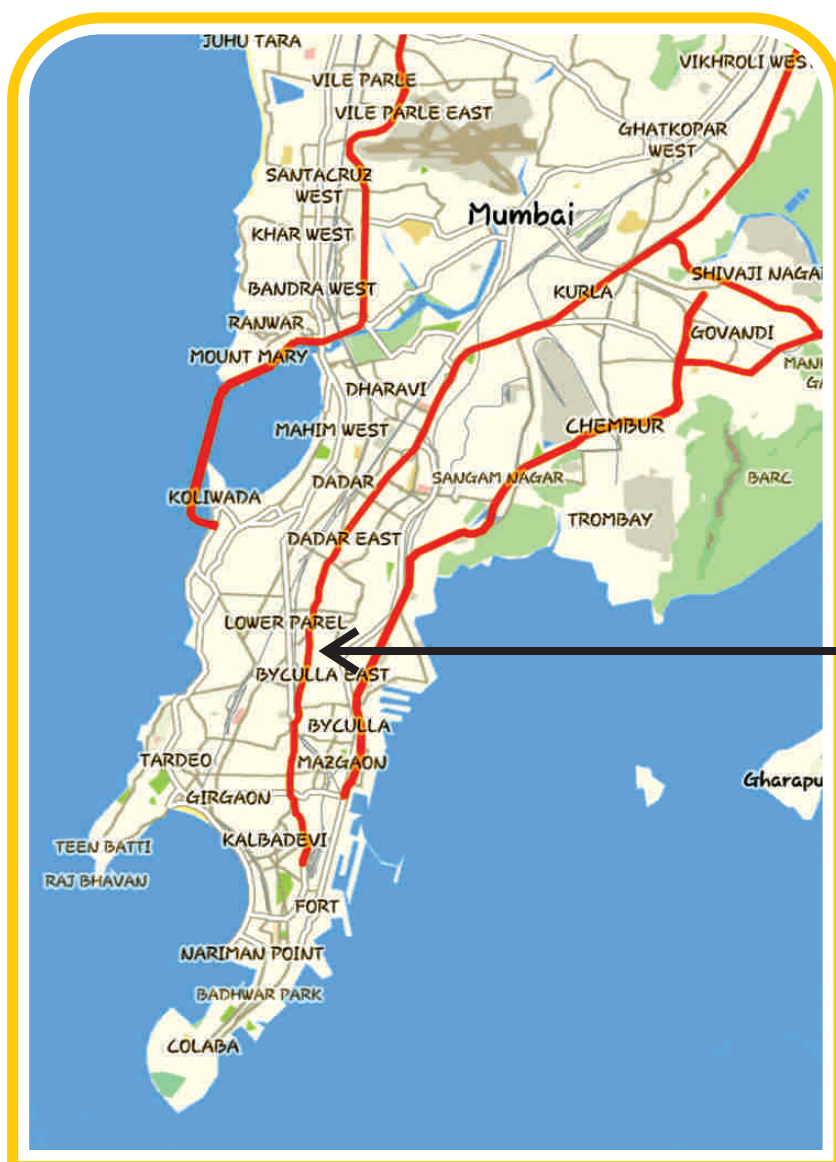 JUHU TARA
VIKHROLI WEST
VILE PARLE
VILE PARLE EAST
GHATKOPAR
WEST
SANTACRUZ
WEST
Mumbai
KHAR WEST
SHIVAJI NAGAR
BANDRA WEST
KURLA
RANWAR
GOVANDI
MOUNT MARY
DHARAVI
CHEMBUR
MAHIM WEST
DADAR
SANGAM NAGAR
BARC
KOLIWADA
TROMBAY
DADAR EAST
LOWER PAREL
BYCULLA EAST
BYCULLA
TARDEO
MAZGAON
Gharapu
GIRGAON
KALBADEVI
TEEN BATTI
RAJ BHAVAN
FORT
NARIMAN POINT
BADHWAR PARK
COLABA